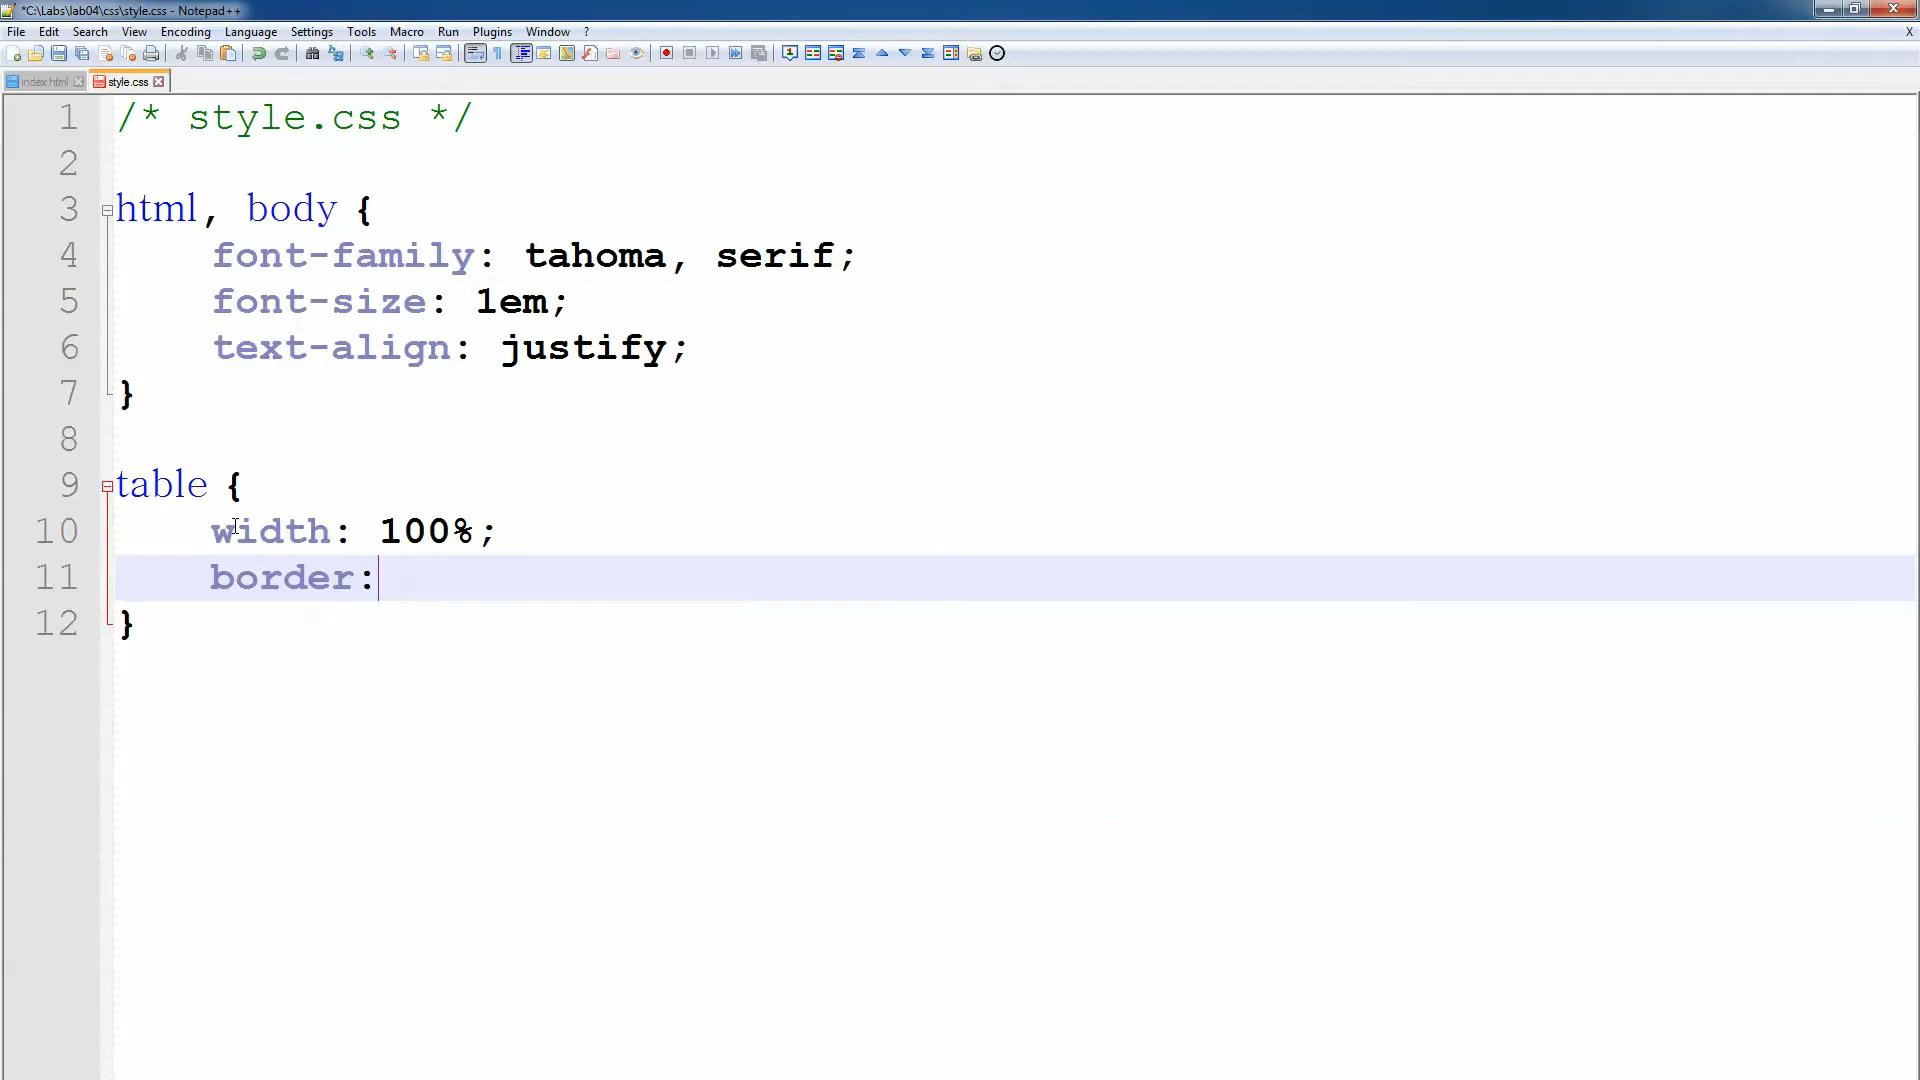 *C:\Labs\lab04\css\style.css - Notepad++
File Edit Search View Encoding Language Settings Tools Macro Run Plugins Window ? X
index.html style.css
1 /* style.css */
2
3 html, body {
4 font-family: tahoma, serif;
5 font-size: 1em;
6 text-align: justify;
7 }
8
9 table {
10 width: 100%;
11 border:
12 }